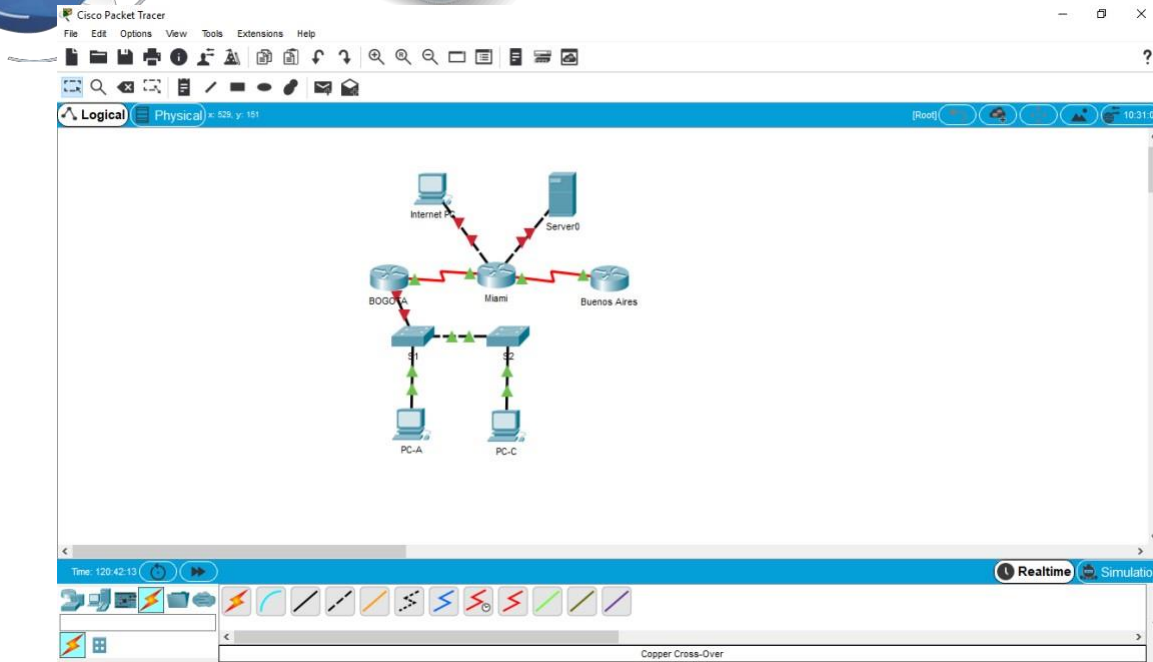 Cisco Packet Tracer
File Edit Options View Tools Extensions Help
?
Logical Physical x: 529, y: 151 [Root] 10:31:0
Internet PC
Server0
BOGOTA
Miami
Buenos Aires
S1
S2
PC-A
PC-C
Time: 120:42:13 Realtime Simulatio
Copper Cross-Over